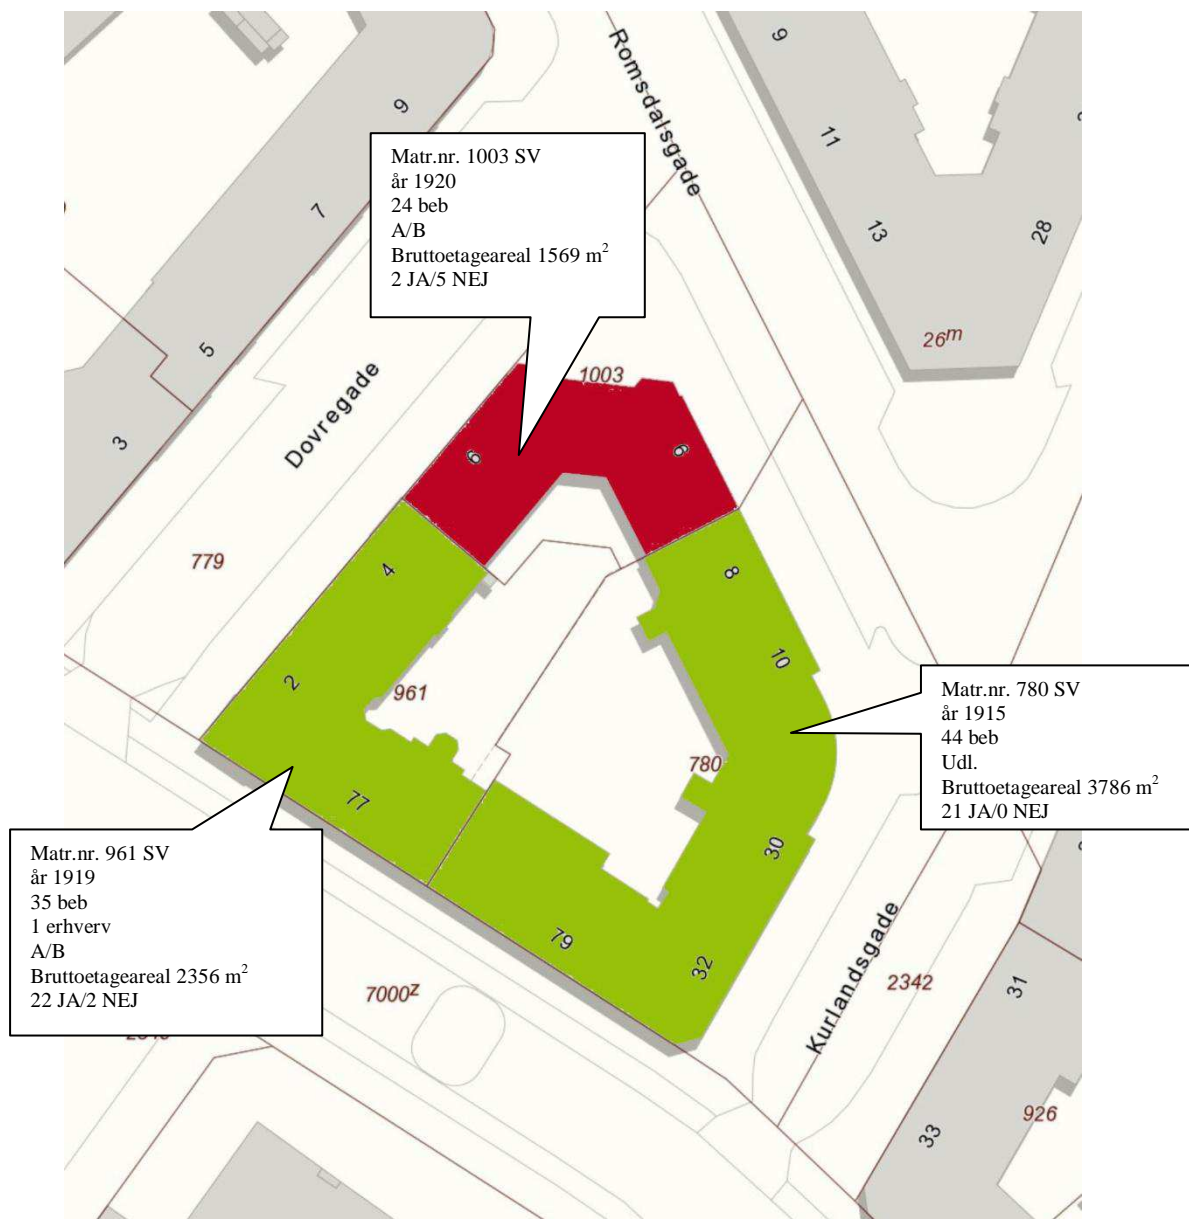 9
Romsdalsgade
9
11
Matr.nr. 1003 SV
år 1920
24 beb
A/B
Bruttoetageareal 1569 m²
2 JA/5 NEJ
7
13
28
26m
5
Dovregade
1003
3
6
779
4
8
2
10
961
780
Matr.nr. 780 SV
år 1915
44 beb
Udl.
Bruttoetageareal 3786 m²
21 JA/0 NEJ
77
30
Matr.nr. 961 SV
år 1919
35 beb
1 erhverv
A/B
Bruttoetageareal 2356 m²
22 JA/2 NEJ
79
32
Kurlandsgade
7000z
2342
31
33
926